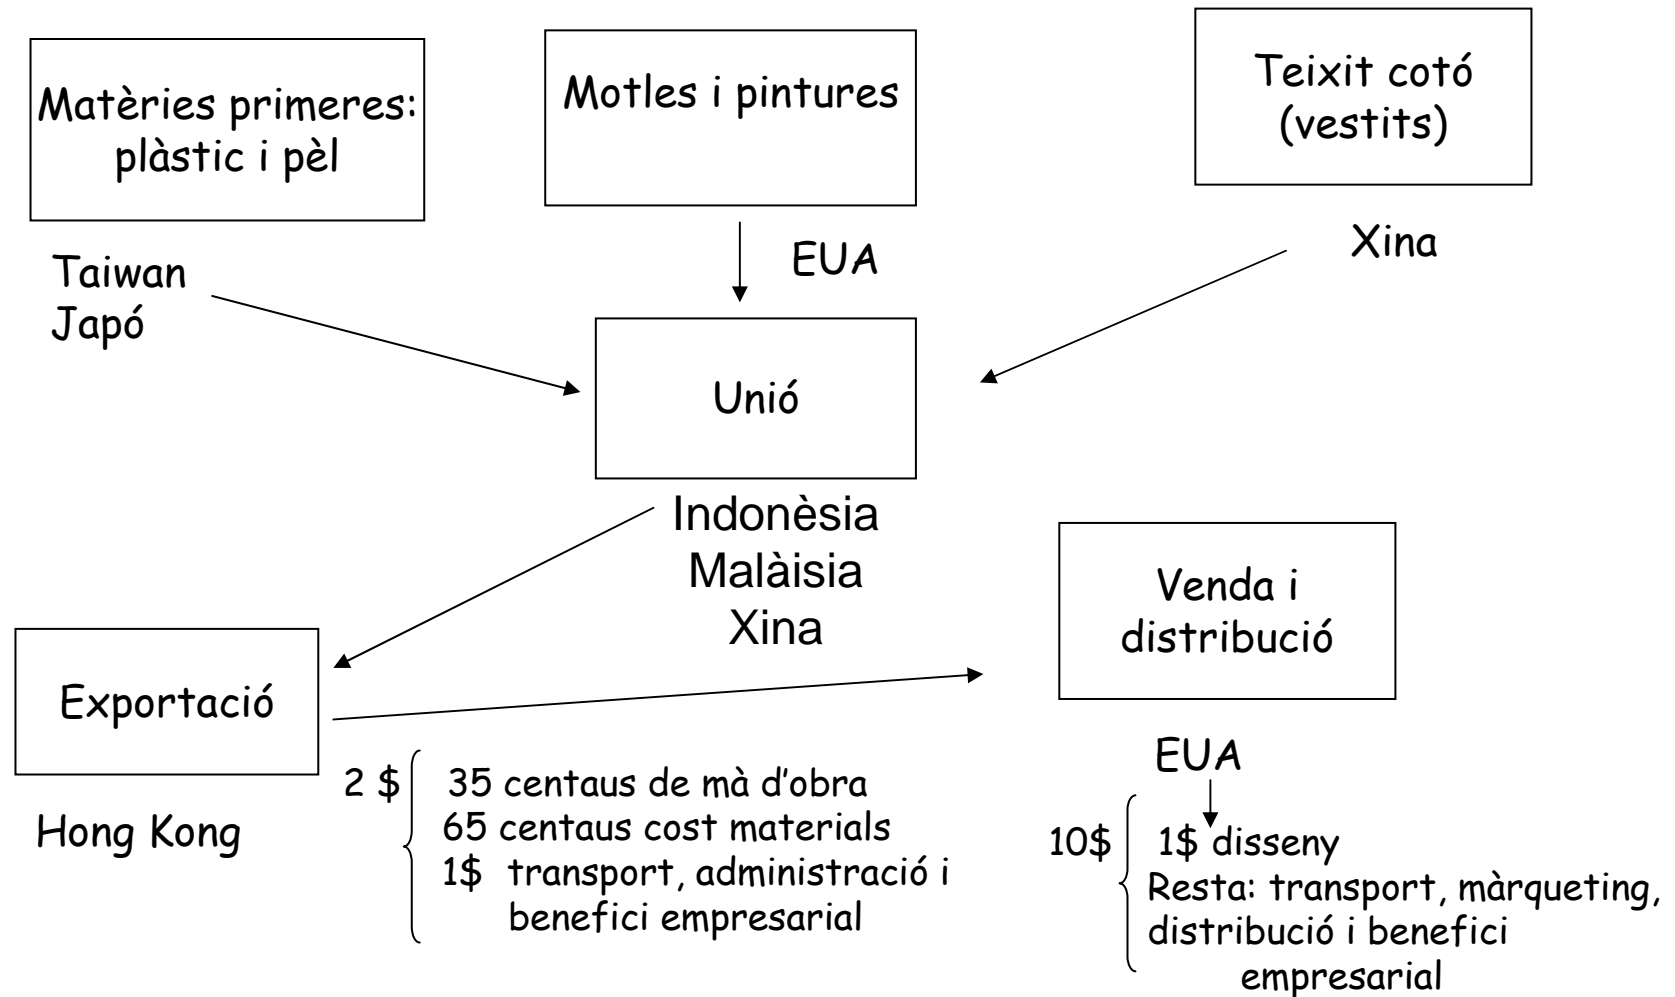 Matèries primeres:
plàstic i pèl
Motles i pintures
Teixit cotó
(vestits)
Taiwan
Japó
EUA
Xina
Unió
Indonèsia
Malàisia
Xina
Exportació
Hong Kong
Venda i
distribució
EUA
2 $
35 centaus de mà d'obra
65 centaus cost materials
1$ transport, administració i
benefici empresarial
10$
1$ disseny
Resta: transport, màrqueting,
distribució i benefici
empresarial